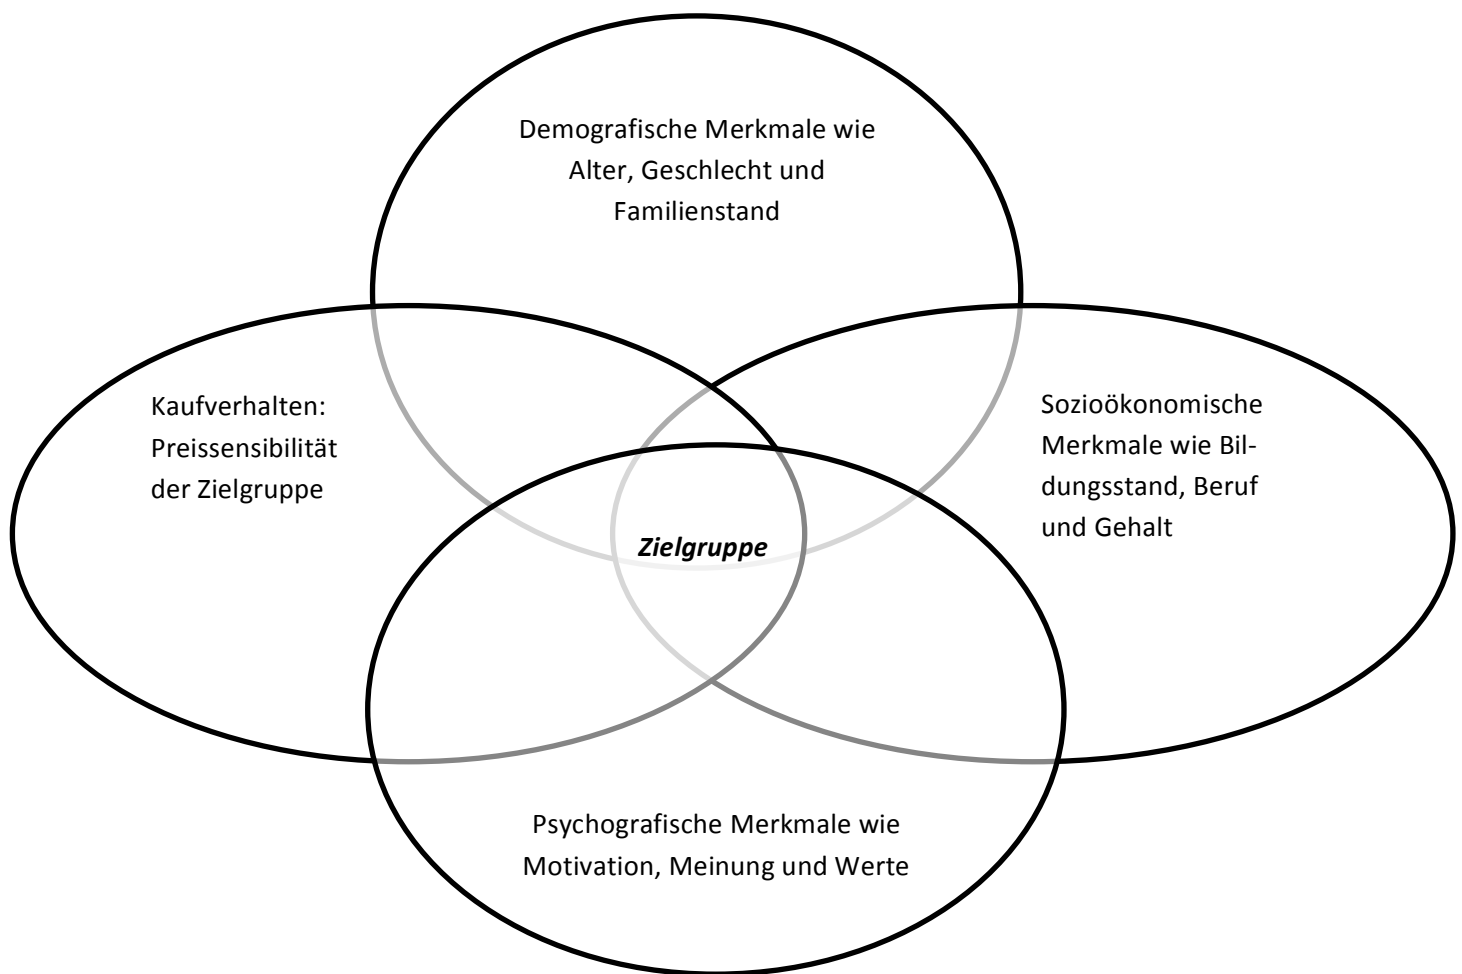 Demografische Merkmale wie
Alter, Geschlecht und
Familienstand
Kaufverhalten:
Preissensibilität
der Zielgruppe
Sozioökonomische
Merkmale wie Bil-
dungsstand, Beruf
und Gehalt
Zielgruppe
Psychografische Merkmale wie
Motivation, Meinung und Werte